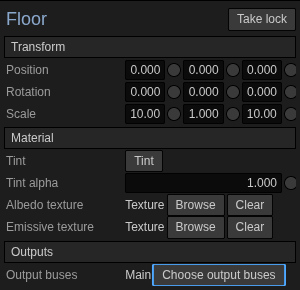 Floor Take lock
Transform
Position 0.000 0.000 0.000
Rotation 0.000 0.000 0.000
Scale 10.00 1.000 10.00
Material
Tint Tint
Tint alpha 1.000
Albedo texture Texture Browse Clear
Emissive texture Texture Browse Clear
Outputs
Output buses Main Choose output buses